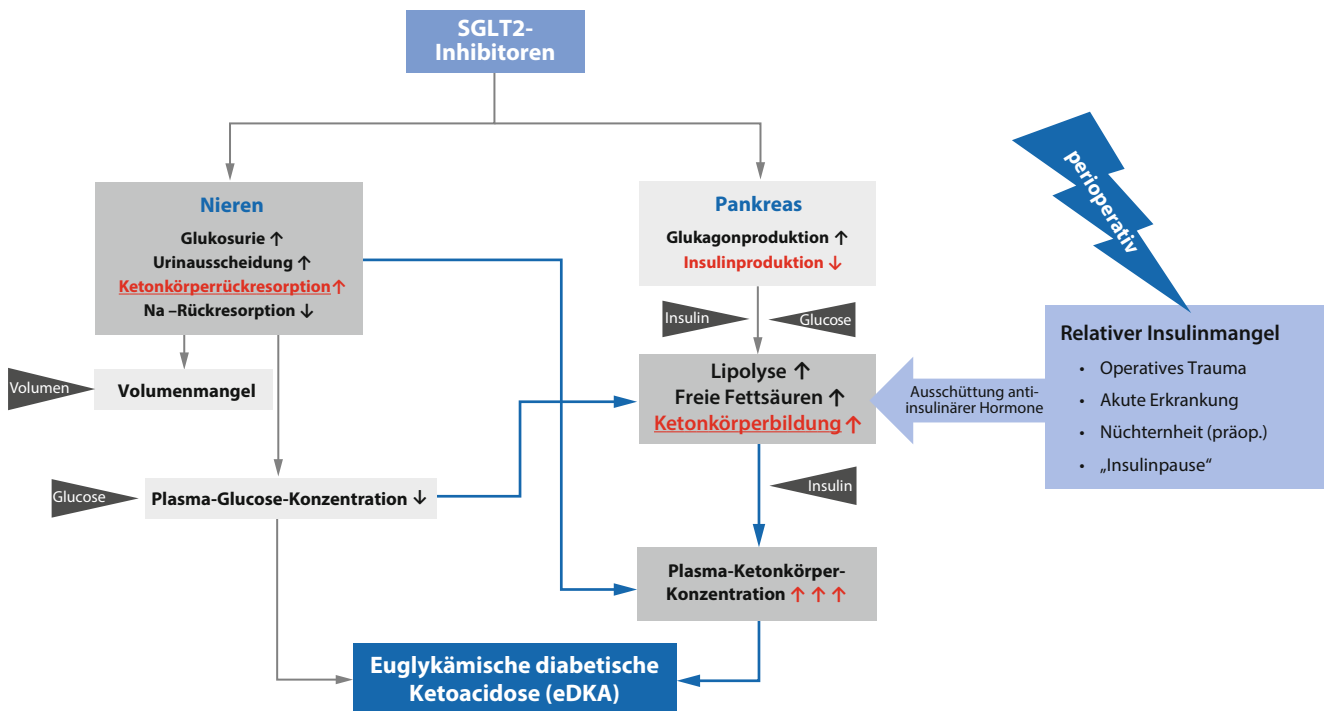 SGLT2-
Inhibitoren
Nieren
Glukosurie ↑
Urinausscheidung ↑
Ketonkörperrückresorption ↑
Na –Rückresorption ↓
Pankreas
Glukagonproduktion ↑
Insulinproduktion ↓
perioperativ
Insulin
Glucose
Relativer Insulinmangel
• Operatives Trauma
• Akute Erkrankung
• Nüchternheit (präop.)
• „Insulinpause“
Volumen
Volumenmangel
Lipolyse ↑
Freie Fettsäuren ↑
Ketonkörperbildung ↑
Ausschüttung anti-
insulinärer Hormone
Glucose
Plasma-Glucose-Konzentration ↓
Insulin
Plasma-Ketonkörper-
Konzentration ↑ ↑ ↑
Euglykämische diabetische
Ketoacidose (eDKA)